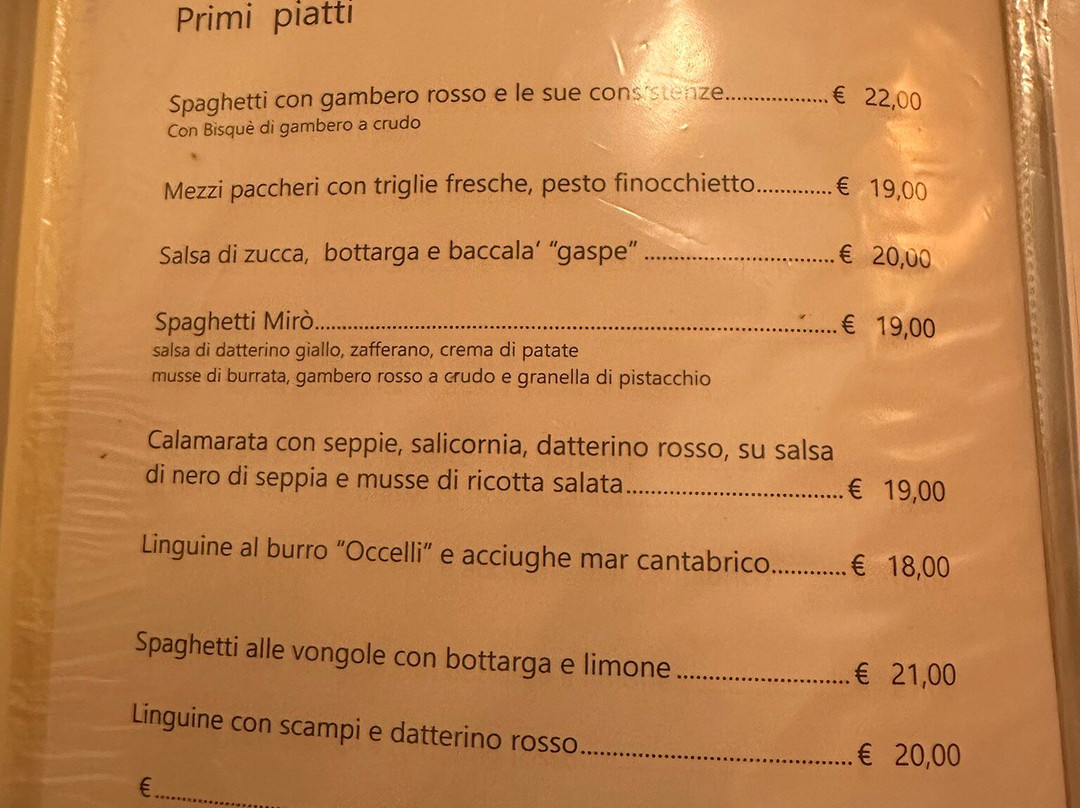 Primi piatti
Spaghetti con gambero rosso e le sue consistenze..................€ 22,00
Con Bisquè di gambero a crudo
Mezzi paccheri con triglie fresche, pesto finocchietto.............€ 19,00
Salsa di zucca, bottarga e baccala’ “gaspe” .................................€ 20,00
Spaghetti Mirò..........................................................................................€ 19,00
salsa di datterino giallo, zafferano, crema di patate
musse di burrata, gambero rosso a crudo e granella di pistacchio
Calamarata con seppie, salicornia, datterino rosso, su salsa
di nero di seppia e musse di ricotta salata......................................€ 19,00
Linguine al burro “Occelli” e acciughe mar cantabrico............€ 18,00
Spaghetti alle vongole con bottarga e limone ..............................€ 21,00
Linguine con scampi e datterino rosso...............................................€ 20,00
€......................